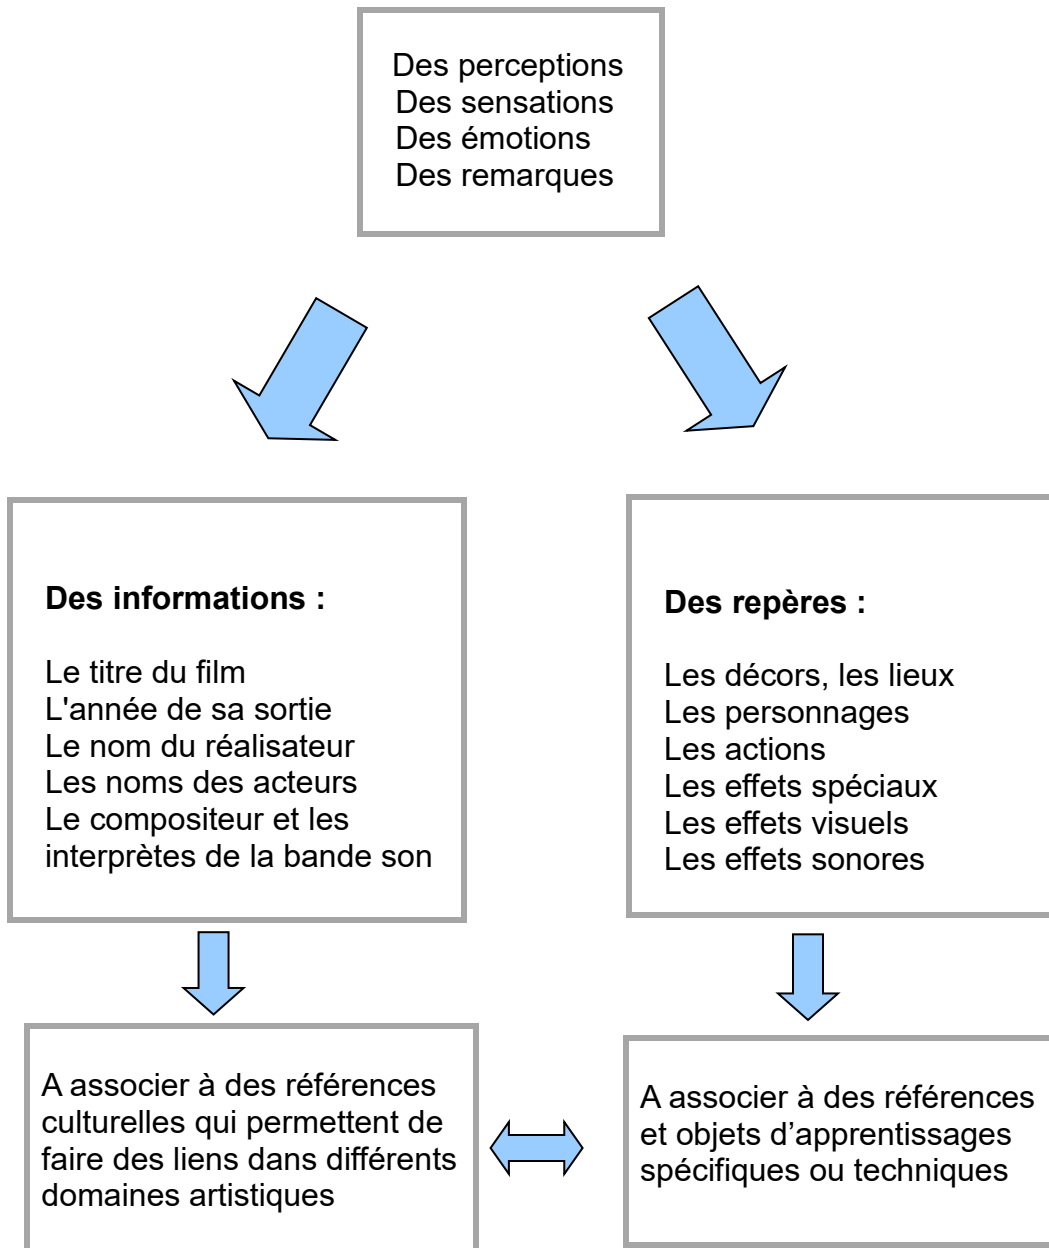 Des perceptions
Des sensations
Des émotions
Des remarques
Des informations :
Le titre du film
L'année de sa sortie
Le nom du réalisateur
Les noms des acteurs
Le compositeur et les
interprètes de la bande son
Des repères :
Les décors, les lieux
Les personnages
Les actions
Les effets spéciaux
Les effets visuels
Les effets sonores
A associer à des références
culturelles qui permettent de
faire des liens dans différents
domaines artistiques
A associer à des références
et objets d’apprentissages
spécifiques ou techniques